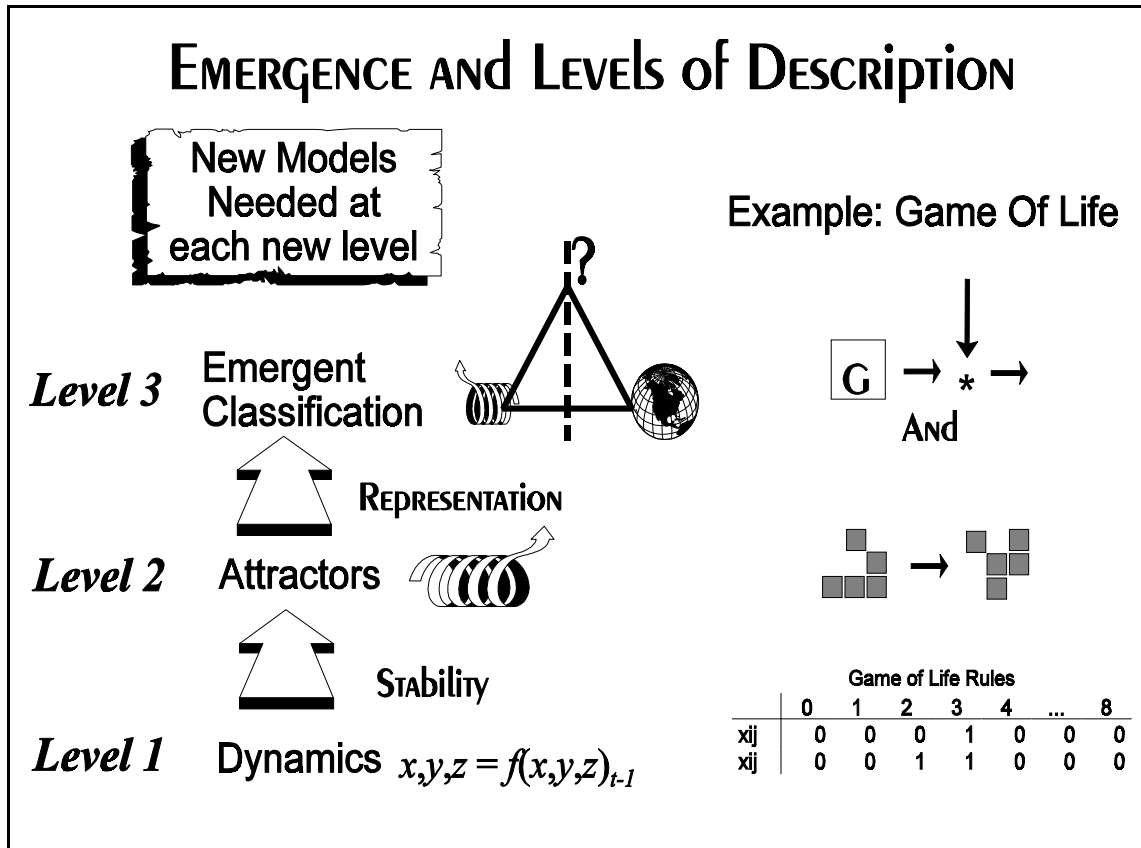 Emergence and Levels of Description
New Models
Needed at
each new level
?
Example: Game Of Life
Level 3
Emergent
Classification
G
*
And
Representation
Level 2
Attractors
Stability
Level 1
Dynamics x,y,z = f(x,y,z)t-1
Game of Life Rules
0 1 2 3 4 ... 8
xij 0 0 0 1 0 0 0
xij 0 0 1 1 0 0 0